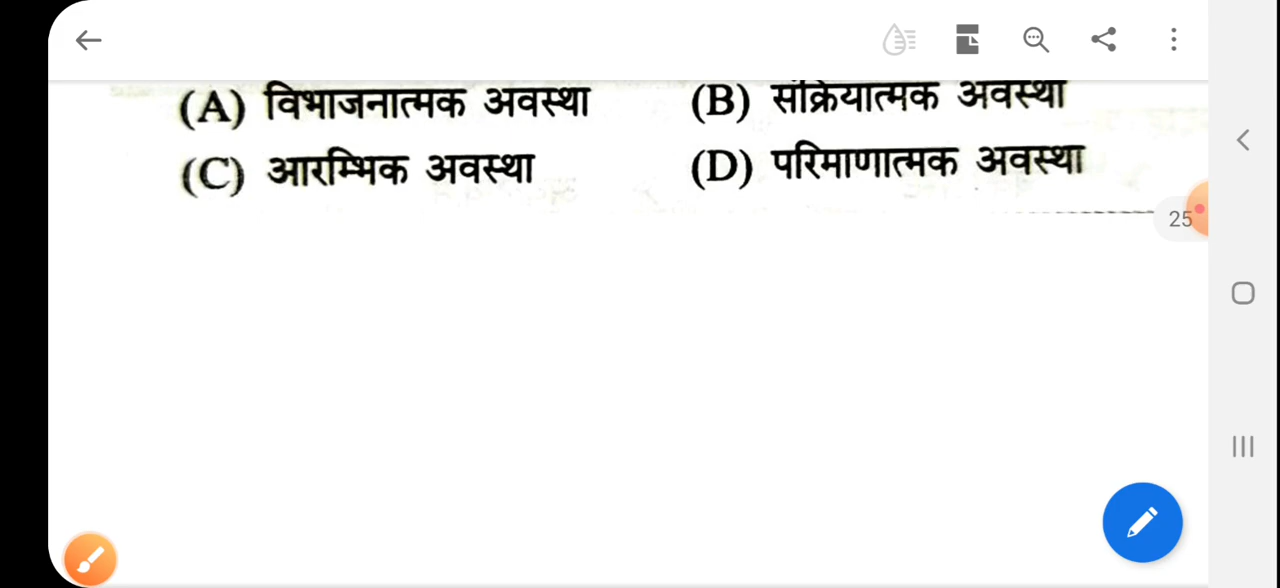 (A) विभाजनात्मक अवस्था (B) संक्रियात्मक अवस्था
(C) आरम्भिक अवस्था (D) परिमाणात्मक अवस्था
25